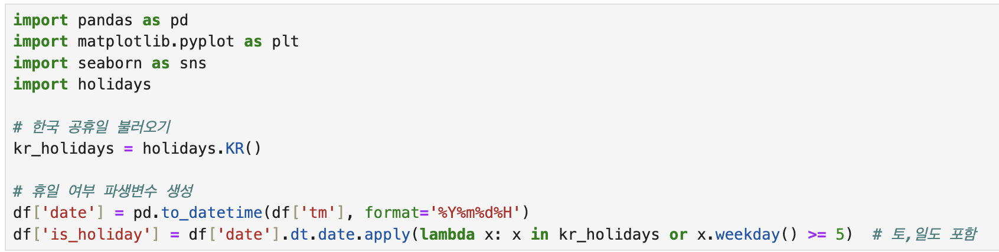 import pandas as pd
import matplotlib.pyplot as plt
import seaborn as sns
import holidays
# 한국 공휴일 불러오기
kr_holidays = holidays.KR()
# 휴일 여부 파생변수 생성
df['date'] = pd.to_datetime(df['tm'], format='%Y%m%d%H')
df['is_holiday'] = df['date'].dt.date.apply(lambda x: x in kr_holidays or x.weekday() >= 5)  # 토,일도 포함